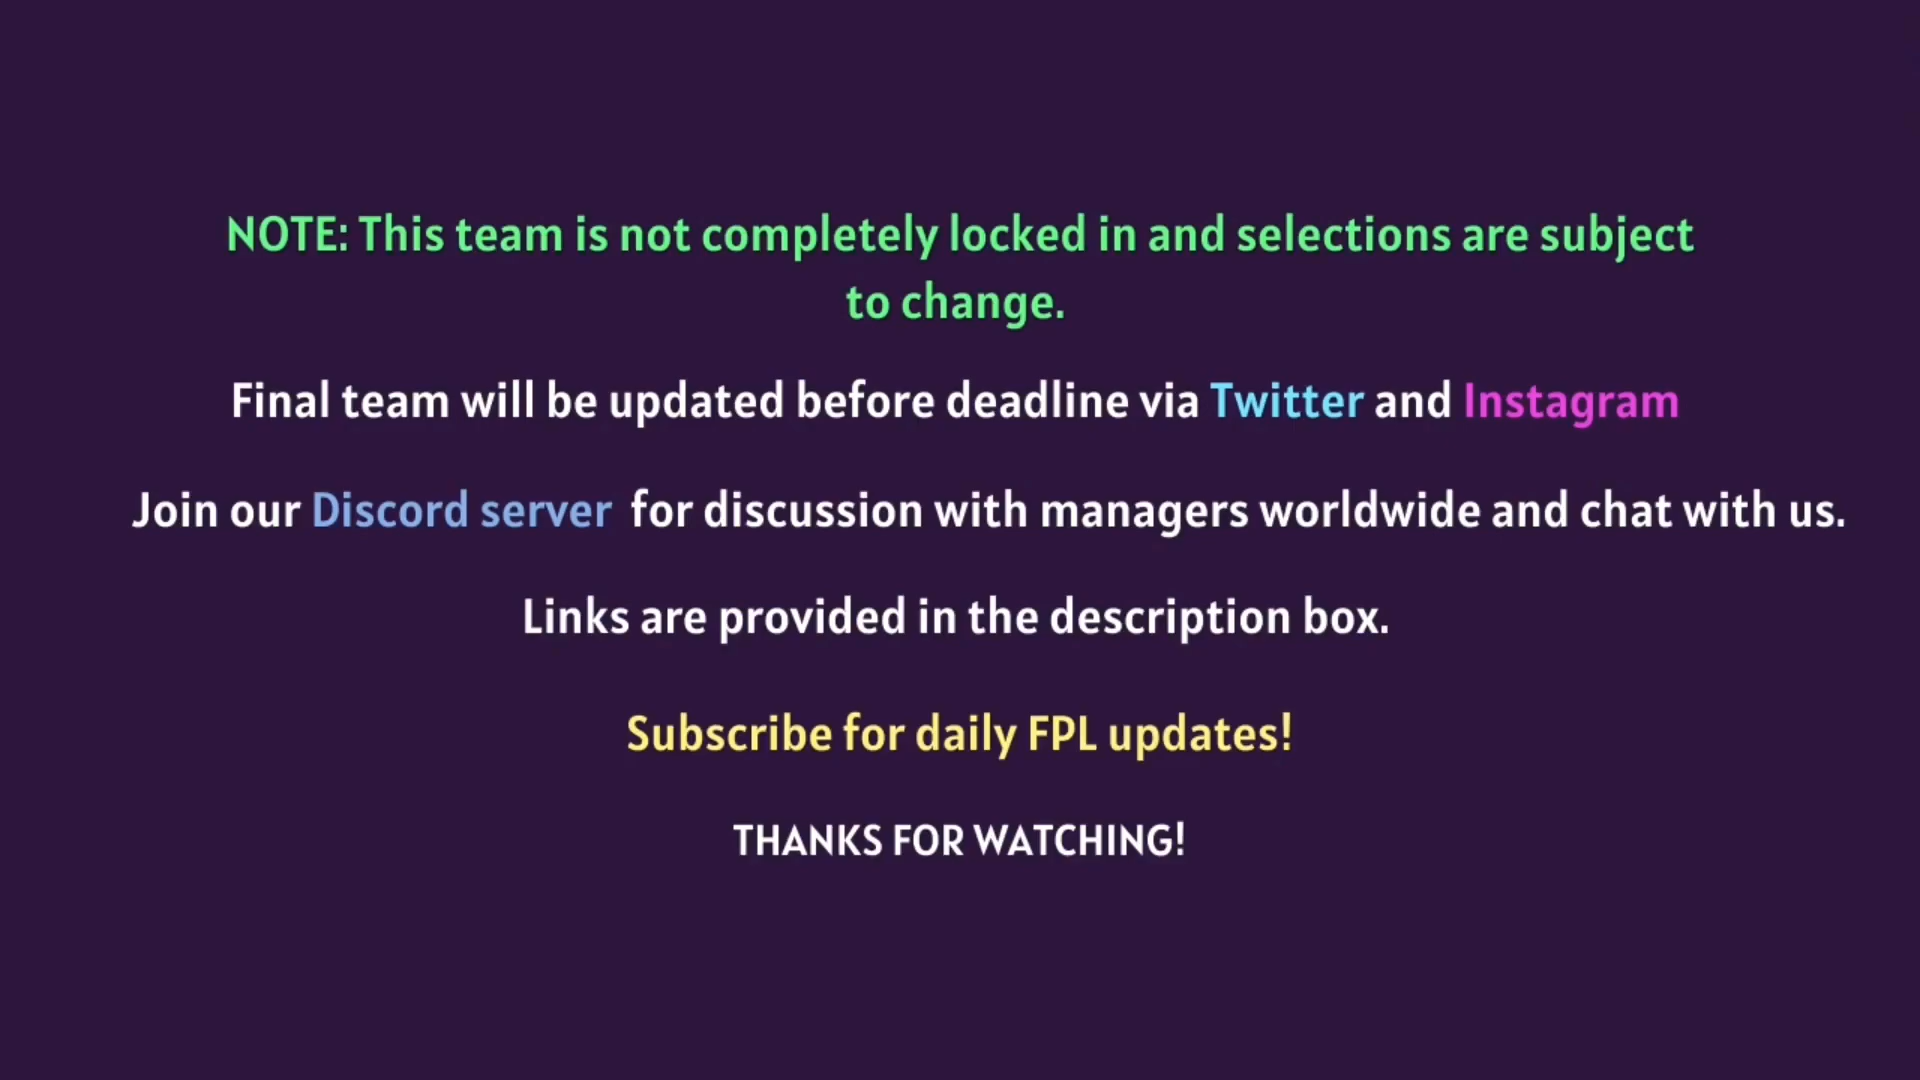 NOTE: This team is not completely locked in and selections are subject
to change.
Final team will be updated before deadline via Twitter and Instagram
Join our Discord server for discussion with managers worldwide and chat with us.
Links are provided in the description box.
Subscribe for daily FPL updates!
THANKS FOR WATCHING!